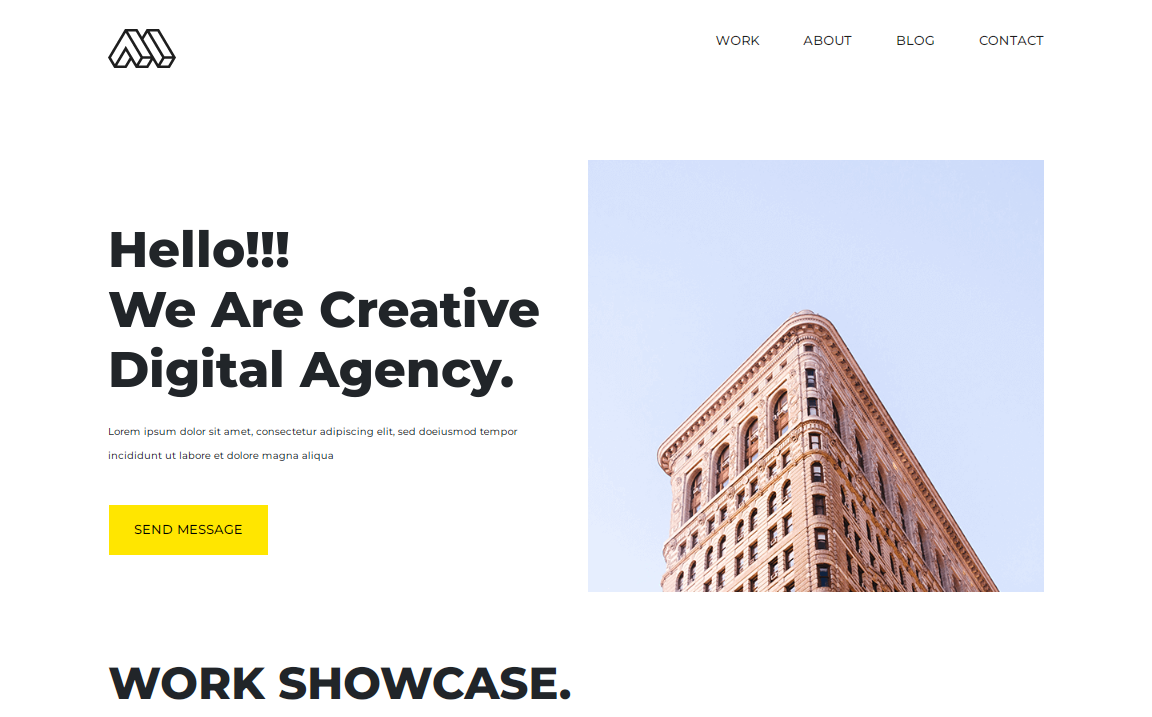 WORK ABOUT BLOG CONTACT
Hello!!!
We Are Creative
Digital Agency.
Lorem ipsum dolor sit amet, consectetur adipiscing elit, sed doeiusmod tempor
incididunt ut labore et dolore magna aliqua
SEND MESSAGE
WORK SHOWCASE.